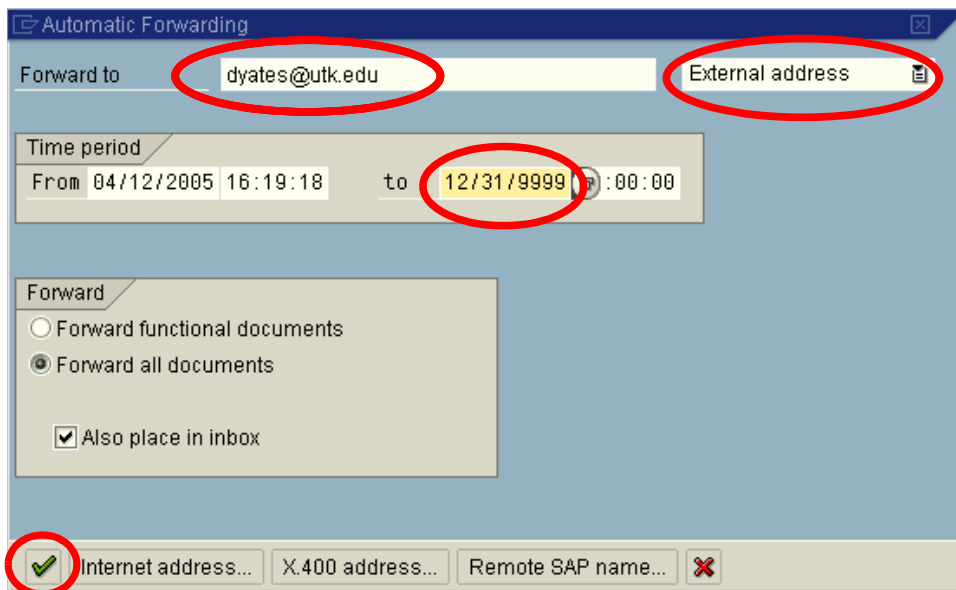 Automatic Forwarding
Forward to dyates@utk.edu External address
Time period
From 04/12/2005 16:19:18 to 12/31/9999 :00:00
Forward
Forward functional documents
Forward all documents
Also place in inbox
Internet address... X.400 address... Remote SAP name...